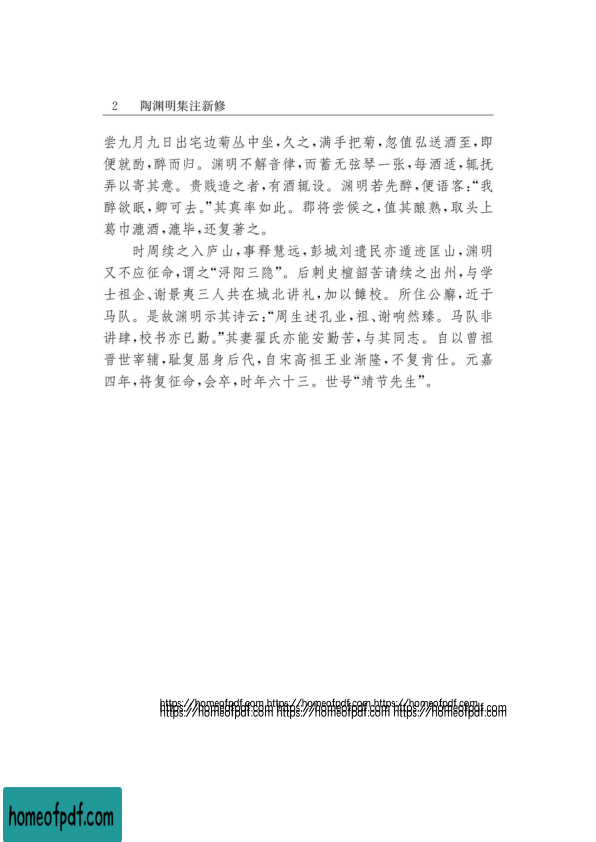 2 陶渊明集注新修
尝九月九日出宅边菊丛中坐,久之,满手把菊,忽值弘送酒至,即
便就酌,醉而归。渊明不解音律,而蓄无弦琴一张,每酒适,辄抚
弄以寄其意。贵贱造之者,有酒辄设。渊明若先醉,便语客:“我
醉欲眠,卿可去。”其真率如此。郡将尝候之,值其酿熟,取头上
葛巾漉酒,漉毕,还复著之。
时周续之入庐山,事释慧远,彭城刘遗民亦遁迹匡山,渊明
又不应征命,谓之“浔阳三隐”。后刺史檀韶苦请续之出州,与学
士祖企、谢景夷三人共在城北讲礼,加以雠校。所住公廨,近于
马队。是故渊明示其诗云:“周生述孔业,祖、谢响然臻。马队非
讲肆,校书亦已勤。”其妻翟氏亦能安勤苦,与其同志。自以曾祖
晋世宰辅,耻复屈身后代,自宋高祖王业渐隆,不复肯仕。元嘉
四年,将复征命,会卒,时年六十三。世号“靖节先生”。
https://homeofpdf.com https://homeofpdf.com https://homeofpdf.com
https://homeofpdf.com https://homeofpdf.com https://homeofpdf.com
homeofpdf.com